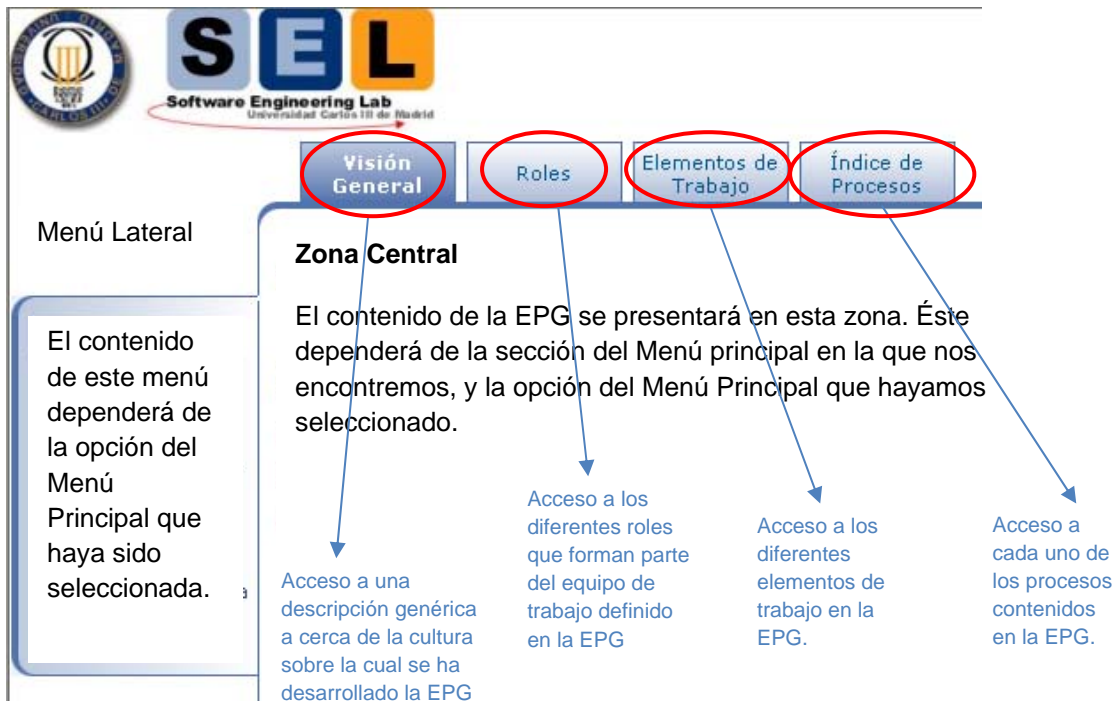 UNIVERSIDAD · CARLOS III · DE MADRID
SEL
Software Engineering Lab
Universidad Carlos III de Madrid
Visión
General
Roles
Elementos de
Trabajo
Índice de
Procesos
Menú Lateral
Zona Central
El contenido de la EPG se presentará en esta zona. Éste
dependerá de la sección del Menú principal en la que nos
encontremos, y la opción del Menú Principal que hayamos
seleccionado.
El contenido
de este menú
dependerá de
la opción del
Menú
Principal que
haya sido
seleccionada.
a
Acceso a una
descripción genérica
a cerca de la cultura
sobre la cual se ha
desarrollado la EPG
Acceso a los
diferentes roles
que forman parte
del equipo de
trabajo definido
en la EPG
Acceso a los
diferentes
elementos de
trabajo en la
EPG.
Acceso a
cada uno de
los procesos
contenidos
en la EPG.